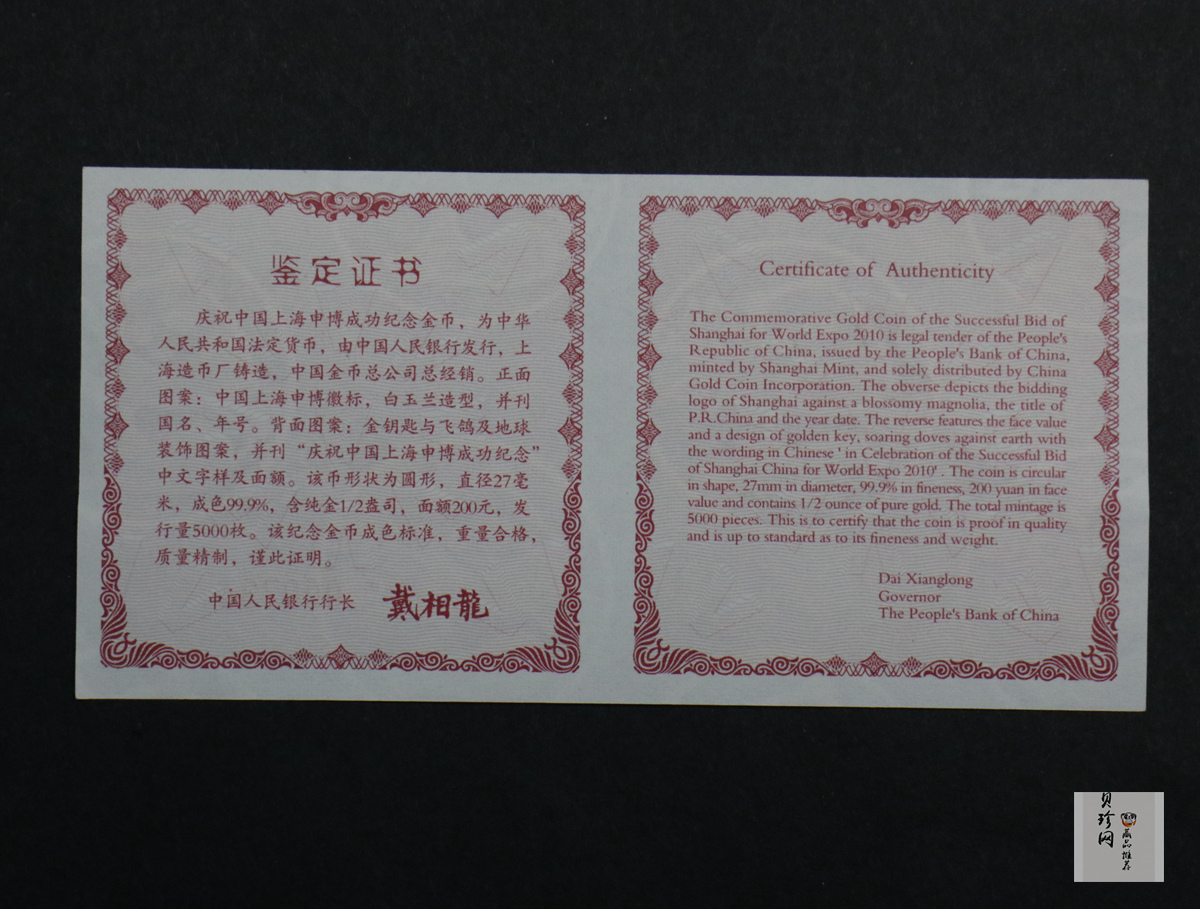 鉴定证书
庆祝中国上海申博成功纪念金币，为中华
人民共和国法定货币，由中国人民银行发行，上
海造币厂铸造，中国金币总公司总经销。正面
图案：中国上海申博徽标，白玉兰造型，并刊
国名、年号。背面图案：金钥匙与飞鸽及地球
装饰图案，并刊“庆祝中国上海申博成功纪念”
中文字样及面额。该币形状为圆形，直径27毫
米，成色99.9%，含纯金1/2盎司，面额200元，发
行量5000枚。该纪念金币成色标准，重量合格，
质量精制，谨此证明。
中国人民银行行长 戴相龍
Certificate of Authenticity
The Commemorative Gold Coin of the Successful Bid of
Shanghai for World Expo 2010 is legal tender of the People's
Republic of China, issued by the People's Bank of China,
minted by Shanghai Mint, and solely distributed by China
Gold Coin Incorporation. The obverse depicts the bidding
logo of Shanghai against a blossomy magnolia, the title of
P.R.China and the year date. The reverse features the face value
and a design of golden key, soaring doves against earth with
the wording in Chinese ' in Celebration of the Successful Bid
of Shanghai China for World Expo 2010' . The coin is circular
in shape, 27mm in diameter, 99.9% in fineness, 200 yuan in face
value and contains 1/2 ounce of pure gold. The total mintage is
5000 pieces. This is to certify that the coin is proof in quality
and is up to standard as to its fineness and weight.
Dai Xianglong
Governor
The People's Bank of China
贝珍网
藏品推荐